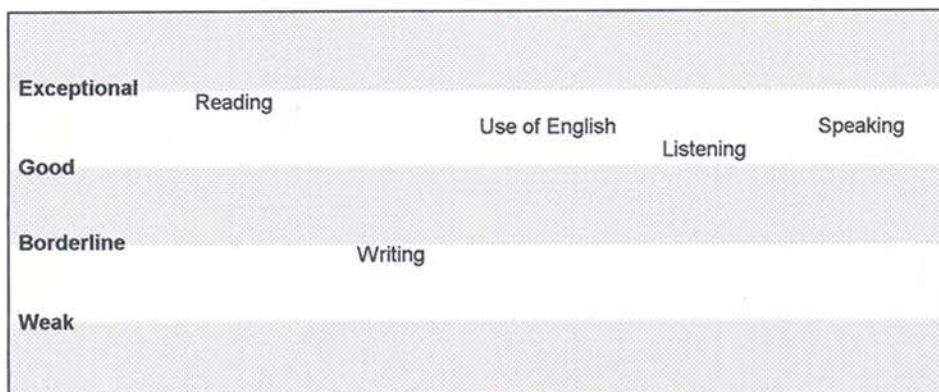 Exceptional
Reading
Use of English
Speaking
Listening
Good
Borderline
Writing
Weak